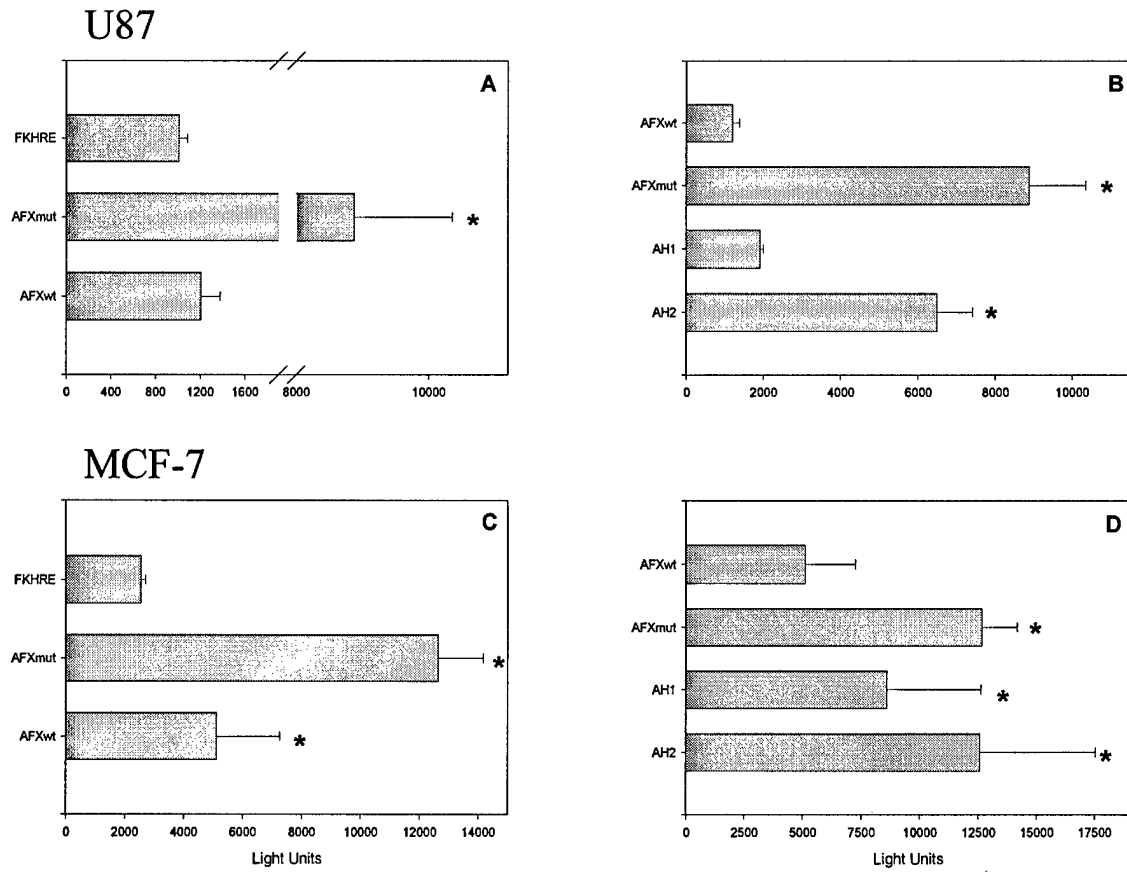 U87
A
FKHRE
AFXmut
*
AFXwt
0 400 800 1200 1600 8000 10000
B
AFXwt
AFXmut
*
AH1
AH2
*
0 2000 4000 6000 8000 10000
MCF-7
C
FKHRE
AFXmut
*
AFXwt
*
0 2000 4000 6000 8000 10000 12000 14000
Light Units
D
AFXwt
AFXmut
*
AH1
*
AH2
*
0 2500 5000 7500 10000 12500 15000 17500
Light Units